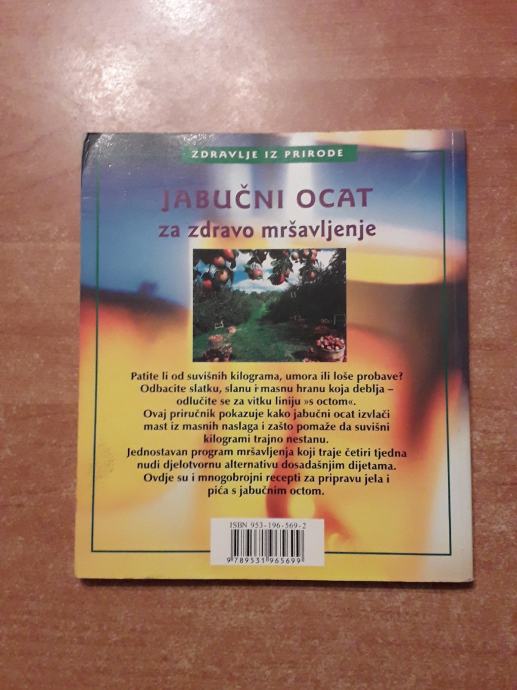 ZDRAVLJE IZ PRIRODE
JABUČNI OCAT
za zdravo mršavljenje
Patite li od suvišnih kilograma, umora ili loše probave?
Odbacite slatku, slanu i masnu hranu koja deblja –
odlučite se za vitku liniju »s octom«.
Ovaj priručnik pokazuje kako jabučni ocat izvlači
mast iz masnih naslaga i zašto pomaže da suvišni
kilogrami trajno nestanu.
Jednostavan program mršavljenja koji traje četiri tjedna
nudi djelotvornu alternativu dosadašnjim dijetama.
Ovdje su i mnogobrojni recepti za pripravu jela i
pića s jabučnim octom.
ISBN 953-196-569-2
9 789531 965699